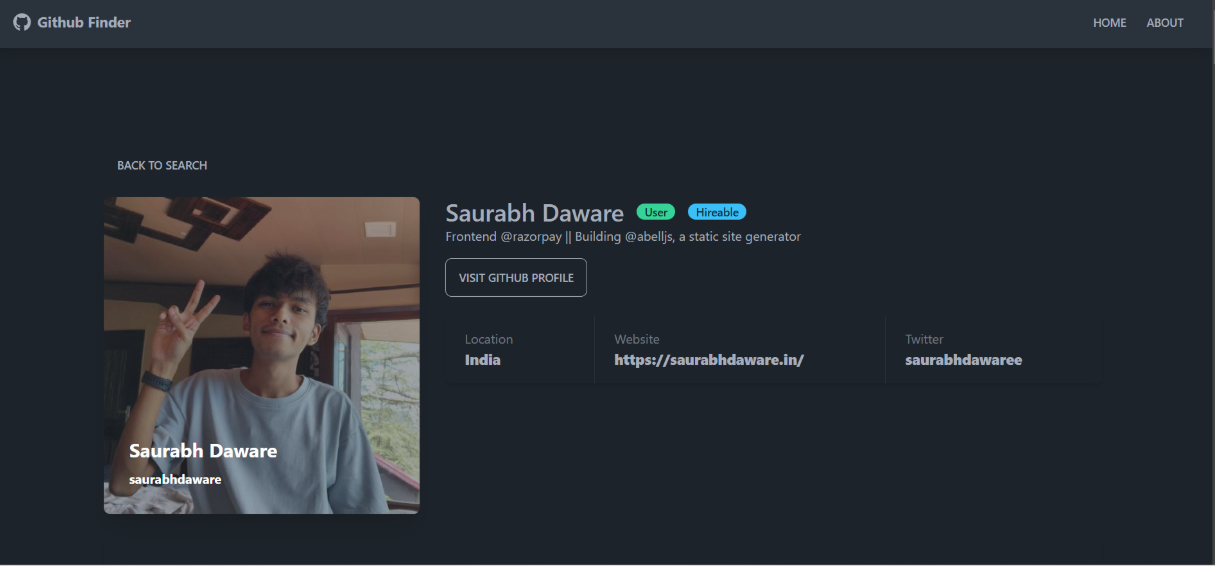 Github Finder
HOME
ABOUT
BACK TO SEARCH
Saurabh Daware
User
Hireable
Frontend @razorpay || Building @abelljs, a static site generator
VISIT GITHUB PROFILE
Location
India
Website
https://saurabhdaware.in/
Twitter
saurabhdawaree
Saurabh Daware
saurabhdaware